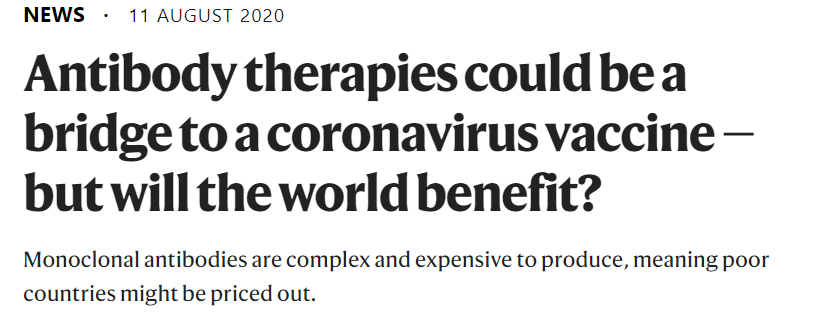 NEWS · 11 AUGUST 2020
Antibody therapies could be a
bridge to a coronavirus vaccine —
but will the world benefit?
Monoclonal antibodies are complex and expensive to produce, meaning poor
countries might be priced out.